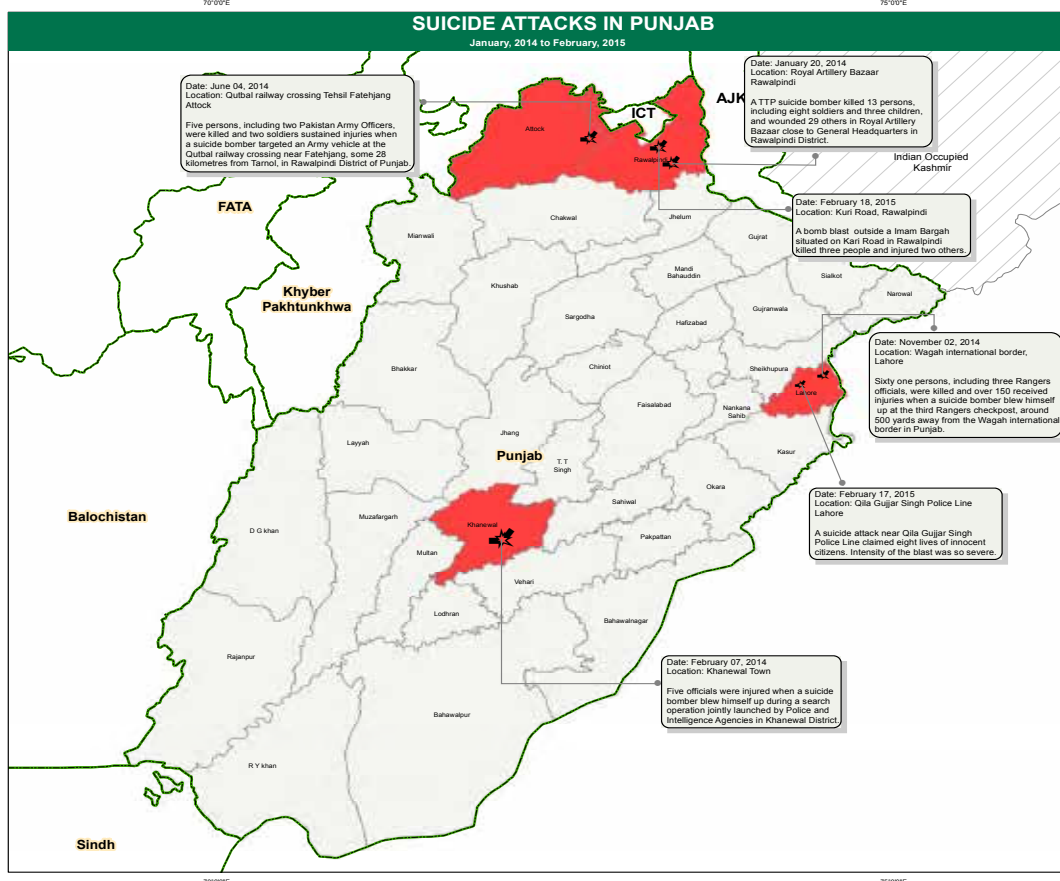 70°0'0"E
75°0'0"E
SUICIDE ATTACKS IN PUNJAB
January, 2014 to February, 2015
Date: June 04, 2014
Location: Qutbal railway crossing Tehsil Fatehjang
Attock
Five persons, including two Pakistan Army Officers,
were killed and two soldiers sustained injuries when
a suicide bomber targeted an Army vehicle at the
Qutbal railway crossing near Fatehjang, some 28
kilometres from Tarnol, in Rawalpindi District of Punjab.
Date: January 20, 2014
Location: Royal Artillery Bazaar
Rawalpindi
A TTP suicide bomber killed 13 persons,
including eight soldiers and three children,
and wounded 29 others in Royal Artillery
Bazaar close to General Headquarters in
Rawalpindi District.
AJK
ICT
Attock
Rawalpindi
Indian Occupied
Kashmir
Date: February 18, 2015
Location: Kuri Road, Rawalpindi
A bomb blast outside a Imam Bargah
situated on Kari Road in Rawalpindi
killed three people and injured two others.
FATA
Khyber
Pakhtunkhwa
Chakwal
Jhelum
Mianwali
Gujrat
Mandi
Bahauddin
Sialkot
Narowal
Khushab
Sargodha
Hafizabad
Gujranwala
Date: November 02, 2014
Location: Wagah international border,
Lahore
Sixty one persons, including three Rangers
officials, were killed and over 150 received
injuries when a suicide bomber blew himself
up at the third Rangers checkpost, around
500 yards away from the Wagah international
border in Punjab.
Bhakkar
Chiniot
Sheikhupura
Lahore
Faisalabad
Nankana
Sahib
Layyah
Jhang
Punjab
T. T
Singh
Kasur
Okara
Date: February 17, 2015
Location: Qila Gujjar Singh Police Line
Lahore
A suicide attack near Qila Gujjar Singh
Police Line claimed eight lives of innocent
citizens. Intensity of the blast was so severe.
Balochistan
D G khan
Muzafargarh
Khanewal
Sahiwal
Pakpattan
Multan
Vehari
Lodhran
Bahawalnagar
Rajanpur
Bahawalpur
Date: February 07, 2014
Location: Khanewal Town
Five officials were injured when a suicide
bomber blew himself up during a search
operation jointly launched by Police and
Intelligence Agencies in Khanewal District.
R Y khan
Sindh
70°0'0"E
75°0'0"E